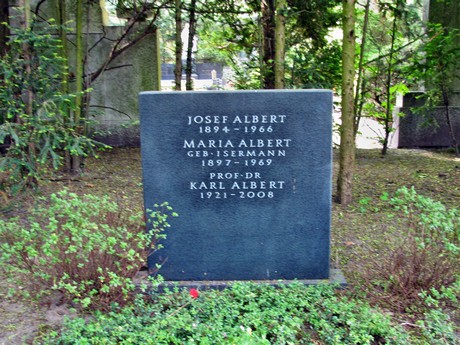 JOSEF ALBERT
1894-1966
MARIA ALBERT
GEB·ISERMANN
1897-1969
PROF·DR
KARL ALBERT
1921-2008